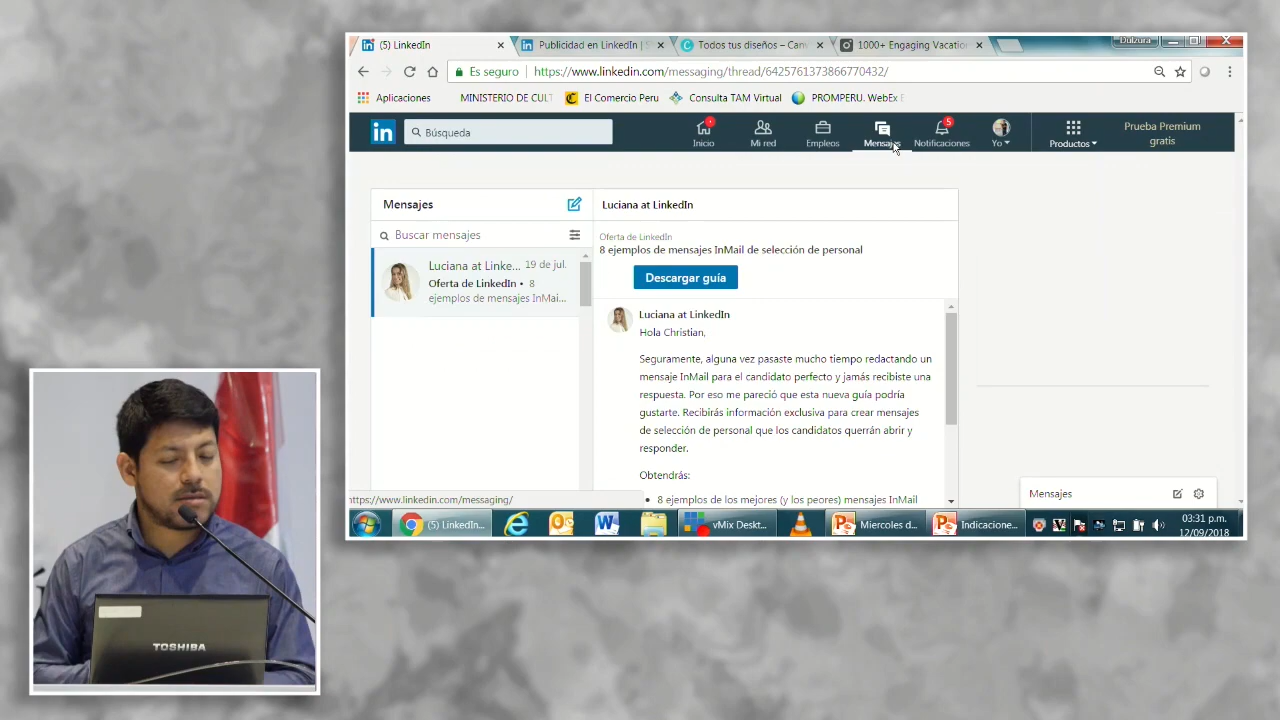 (5) LinkedIn
Publicidad en LinkedIn | S
Todos tus diseños – Can
1000+ Engaging Vacation
Dulzura
Es seguro
https://www.linkedin.com/messaging/thread/6425761373866770432/
Aplicaciones
MINISTERIO DE CULT
El Comercio Peru
Consulta TAM Virtual
PROMPERU. WebEx E
in
Búsqueda
Inicio
Mi red
Empleos
Mensajes
5
Notificaciones
Yo
Productos
Prueba Premium
gratis
Mensajes
Luciana at LinkedIn
Buscar mensajes
Oferta de LinkedIn
8 ejemplos de mensajes InMail de selección de personal
Luciana at Linke...
19 de jul.
Oferta de LinkedIn • 8
ejemplos de mensajes InMai...
Descargar guía
Luciana at LinkedIn
Hola Christian,
Seguramente, alguna vez pasaste mucho tiempo redactando un
mensaje InMail para el candidato perfecto y jamás recibiste una
respuesta. Por eso me pareció que esta nueva guía podría
gustarte. Recibirás información exclusiva para crear mensajes
de selección de personal que los candidatos querrán abrir y
responder.
Obtendrás:
8 ejemplos de los mejores (y los peores) mensajes InMail
Mensajes
https://www.linkedin.com/messaging/
(5) LinkedIn...
vMix Deskt...
Miercoles d...
Indicacione...
03:31 p.m.
12/09/2018
TOSHIBA